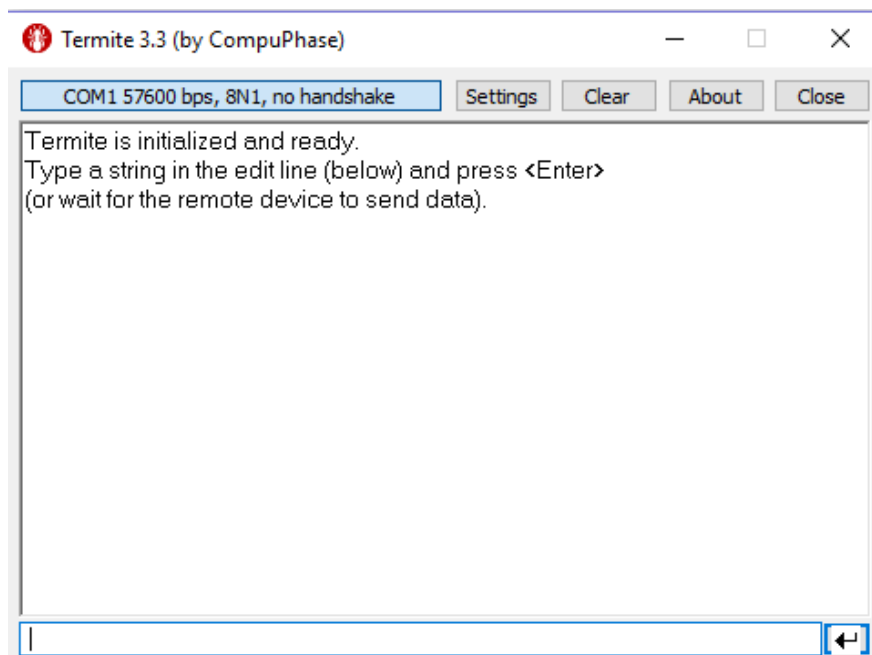 Termite 3.3 (by CompuPhase)
COM1 57600 bps, 8N1, no handshake Settings Clear About Close
Termite is initialized and ready.
Type a string in the edit line (below) and press <Enter>
(or wait for the remote device to send data).